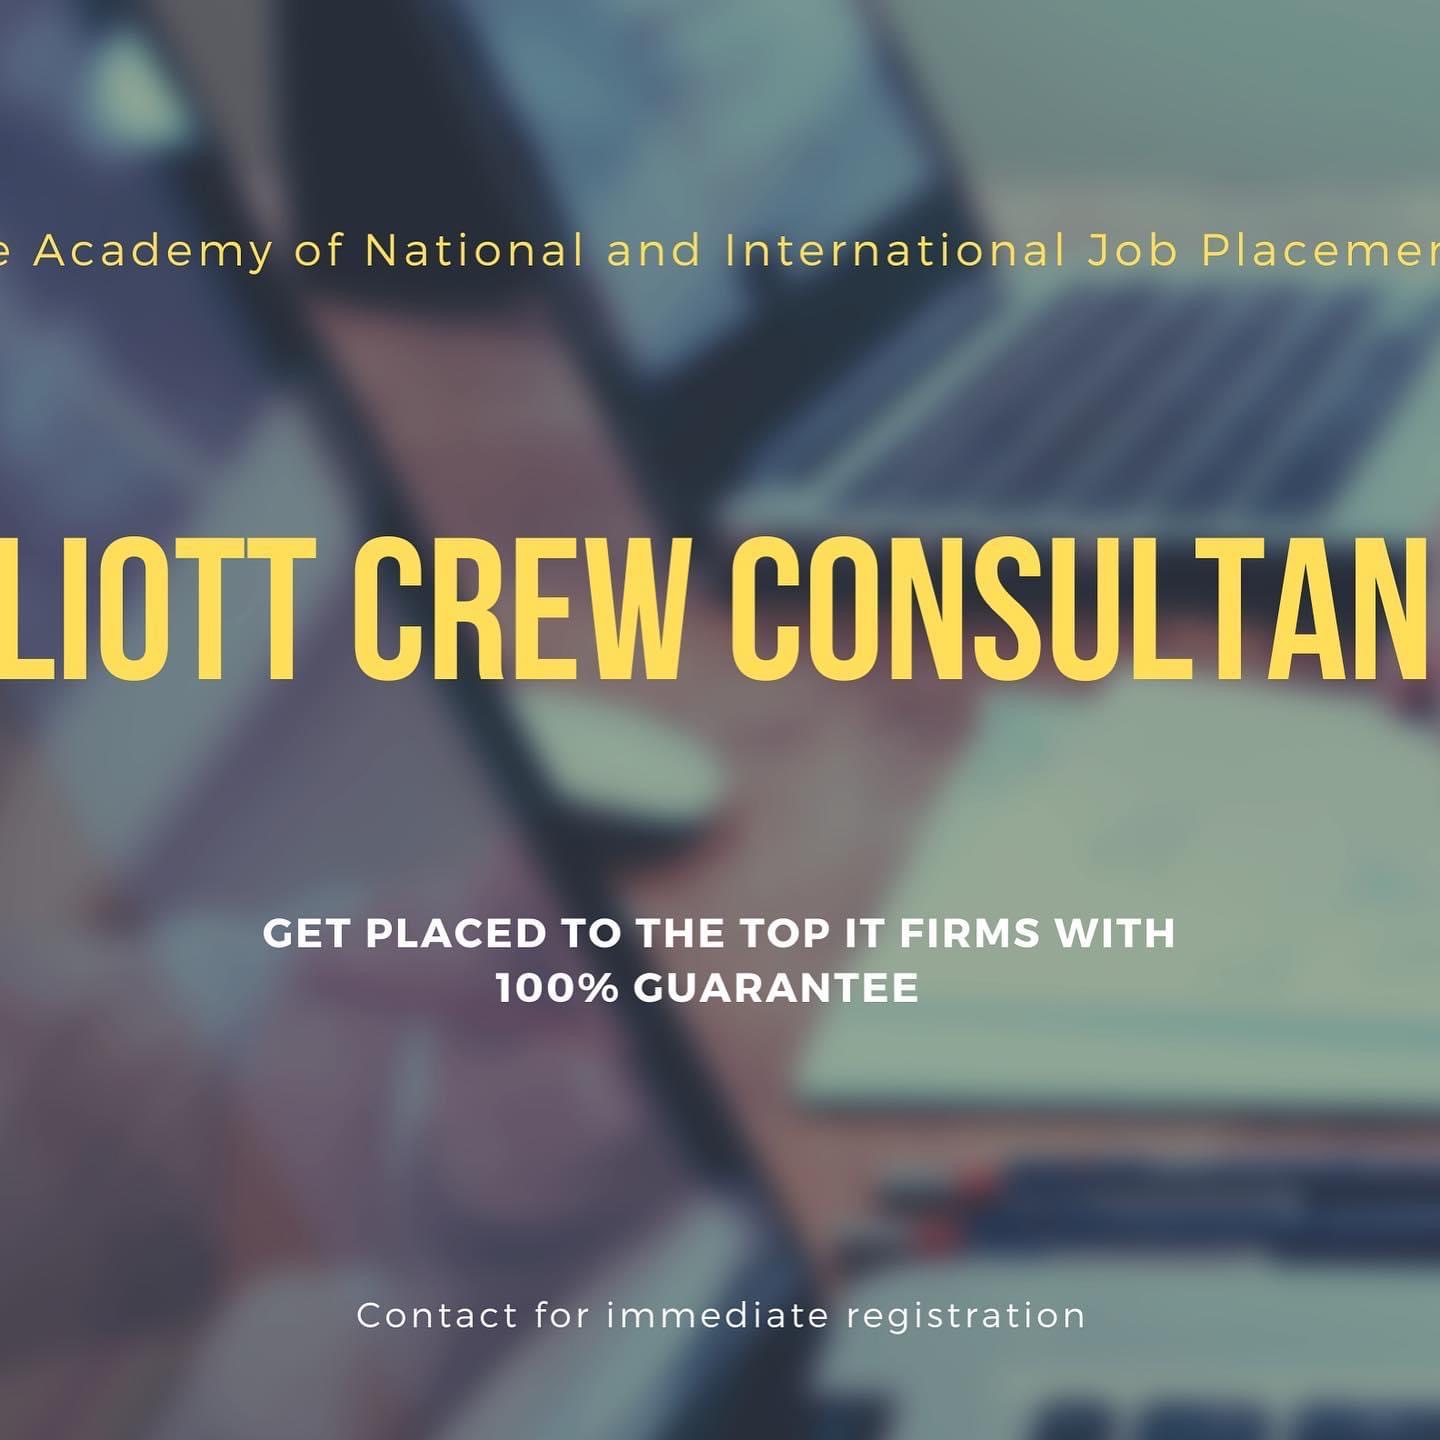 e Academy of National and International Job Placemen
LIOTT CREW CONSULTAN
GET PLACED TO THE TOP IT FIRMS WITH
100% GUARANTEE
Contact for immediate registration